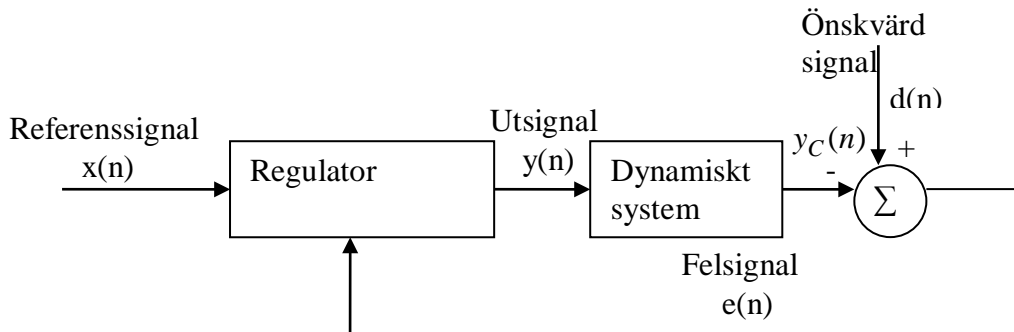 Önskvärd
signal
d(n)
Referenssignal
x(n)
Regulator
Utsignal
y(n)
Dynamiskt
system
y_C(n)
+
-
Σ
Felsignal
e(n)